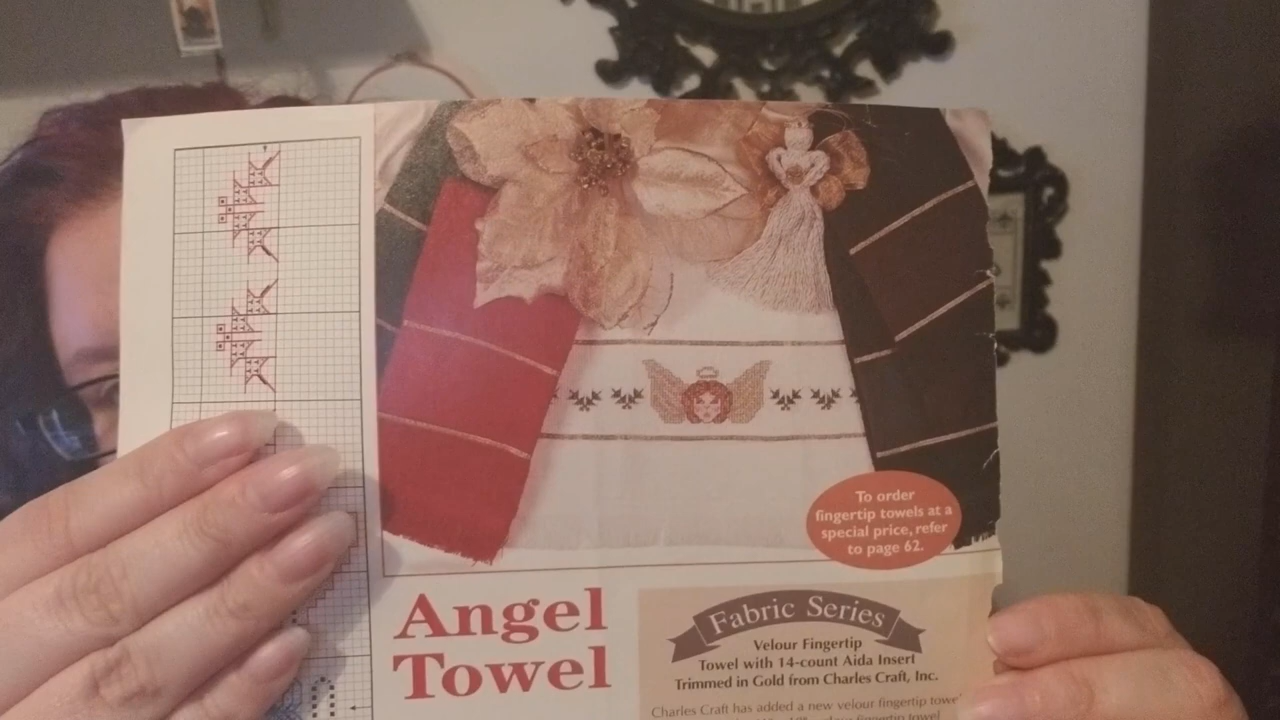 To order
fingertip towels at a
special price, refer
to page 62.
Angel
Towel
Fabric Series
Velour Fingertip
Towel with 14-count Aida Insert
Trimmed in Gold from Charles Craft, Inc.
Charles Craft has added a new velour fingertip
velour fingertip towel